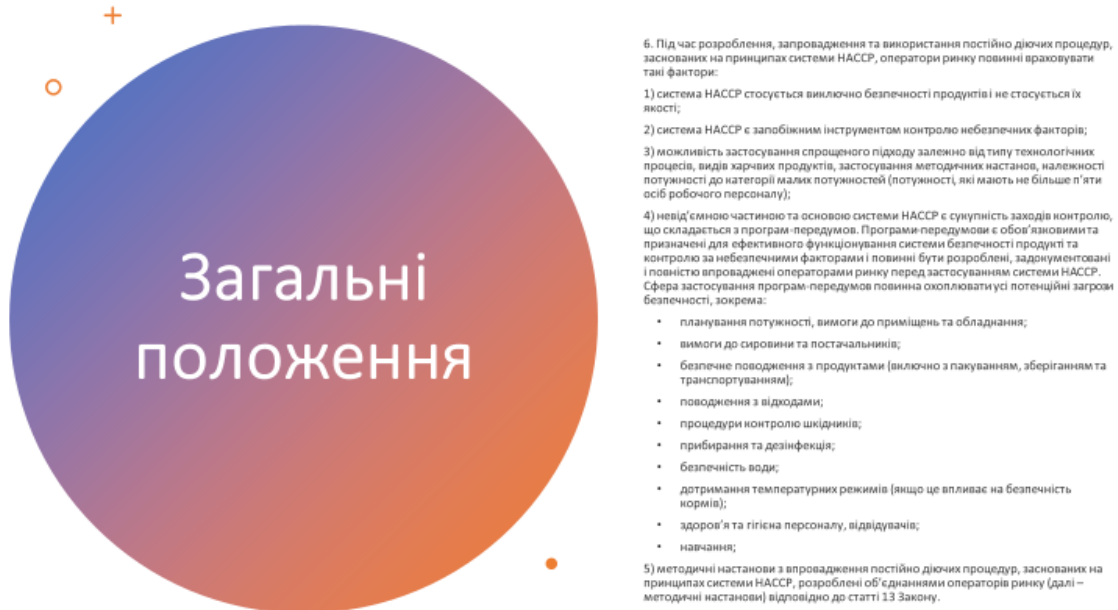 Загальні
положення
6. Під час розроблення, запровадження та використання постійно діючих процедур,
заснованих на принципах системи НАССР, оператори ринку повинні враховувати
такі фактори:
1) система НАССР стосується виключно безпечності продуктів і не стосується їх
якості;
2) система НАССР є запобіжним інструментом контролю небезпечних факторів;
3) можливість застосування спрощеного підходу залежно від типу технологічних
процесів, видів харчвих продуктів, застосування методичних настанов, належності
потужності до категорії малих потужностей (потужності, які мають не більше п’яти
осіб робочого персоналу);
4) невід’ємною частиною та основою системи НАССР є сукупність заходів контролю,
що складається з програм-передумов. Програми-передумови є обов’язковими та
призначені для ефективного функціонування системи безпечності продукті та
контролю за небезпечними факторами і повинні бути розроблені, задокументовані
і повністю впроваджені операторами ринку перед застосуванням системи НАССР.
Сфера застосування програм-передумов повинна охоплювати усі потенційні загрози
безпечності, зокрема:
• планування потужності, вимоги до приміщень та обладнання;
• вимоги до сировини та постачальників;
• безпечне поводження з продуктами (включно з пакуванням, зберіганням та
транспортуванням);
• поводження з відходами;
• процедури контролю шкідників;
• прибирання та дезінфекція;
• безпечність води;
• дотримання температурних режимів (якщо це впливає на безпечність
кормів);
• здоров’я та гігієна персоналу, відвідувачів;
• навчання;
5) методичні настанови з впровадження постійно діючих процедур, заснованих на
принципах системи НАССР, розроблені об’єднаннями операторів ринку (далі –
методичні настанови) відповідно до статті 13 Закону.